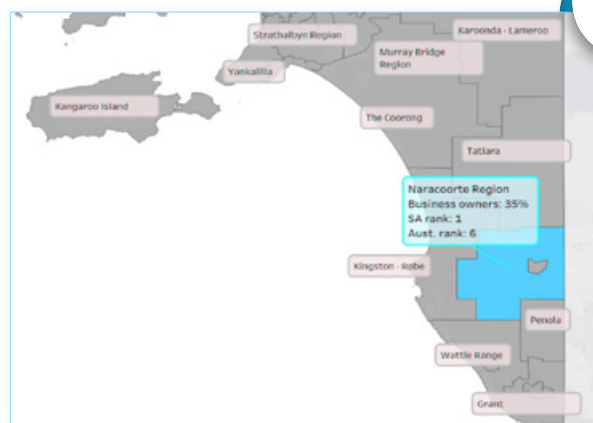 Karoonda - Lameroo
Strathalbyn Region
Murray Bridge
Region
Yankalilla
Kangaroo Island
The Coorong
Tatiara
Naracoorte Region
Business owners: 35%
SA rank: 1
Aust. rank: 6
Kingston - Robe
Penola
Wattle Range
Grant